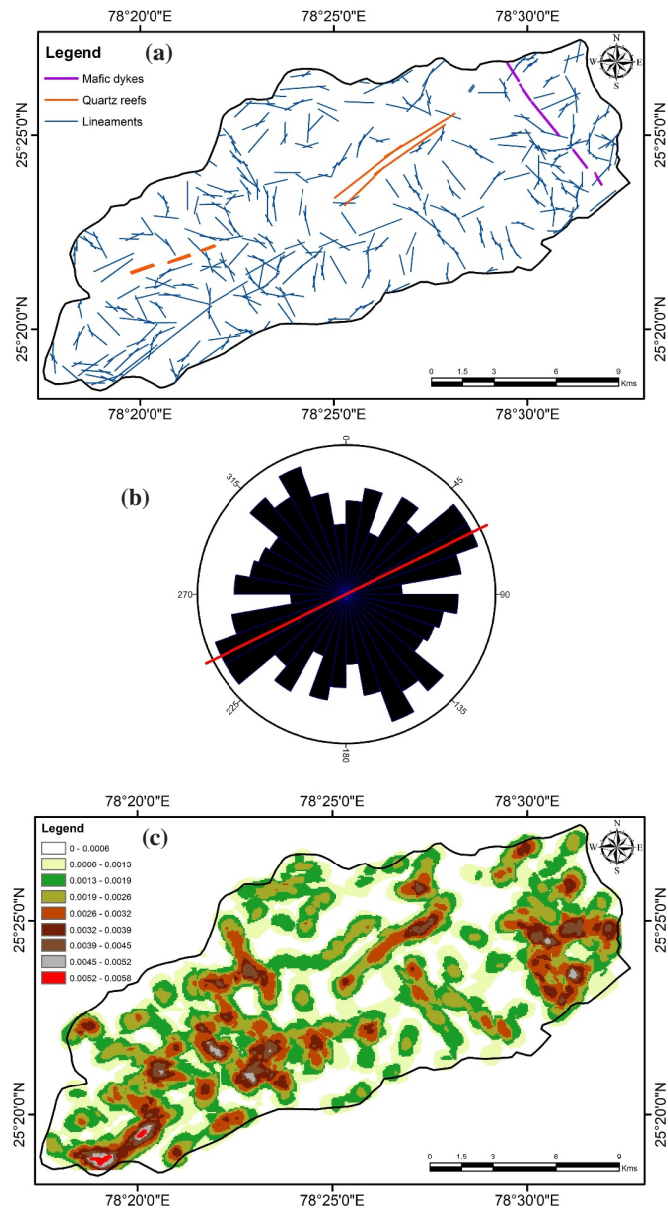 78°20'0"E 78°25'0"E 78°30'0"E
Legend
(a)
N
W E
S
Mafic dykes
Quartz reefs
Lineaments
25°25'0"N 25°25'0"N
25°20'0"N 25°20'0"N
0 1.5 3 6 9
Kms
78°20'0"E 78°25'0"E 78°30'0"E
(b)
0
315 45
270 90
225 135
180
78°20'0"E 78°25'0"E 78°30'0"E
Legend
(c)
N
W E
S
0 - 0.0006
0.0006 - 0.0013
0.0013 - 0.0019
0.0019 - 0.0026
0.0026 - 0.0032
0.0032 - 0.0039
0.0039 - 0.0045
0.0045 - 0.0052
0.0052 - 0.0058
25°25'0"N 25°25'0"N
25°20'0"N 25°20'0"N
0 1.5 3 6 9
Kms
78°20'0"E 78°25'0"E 78°30'0"E